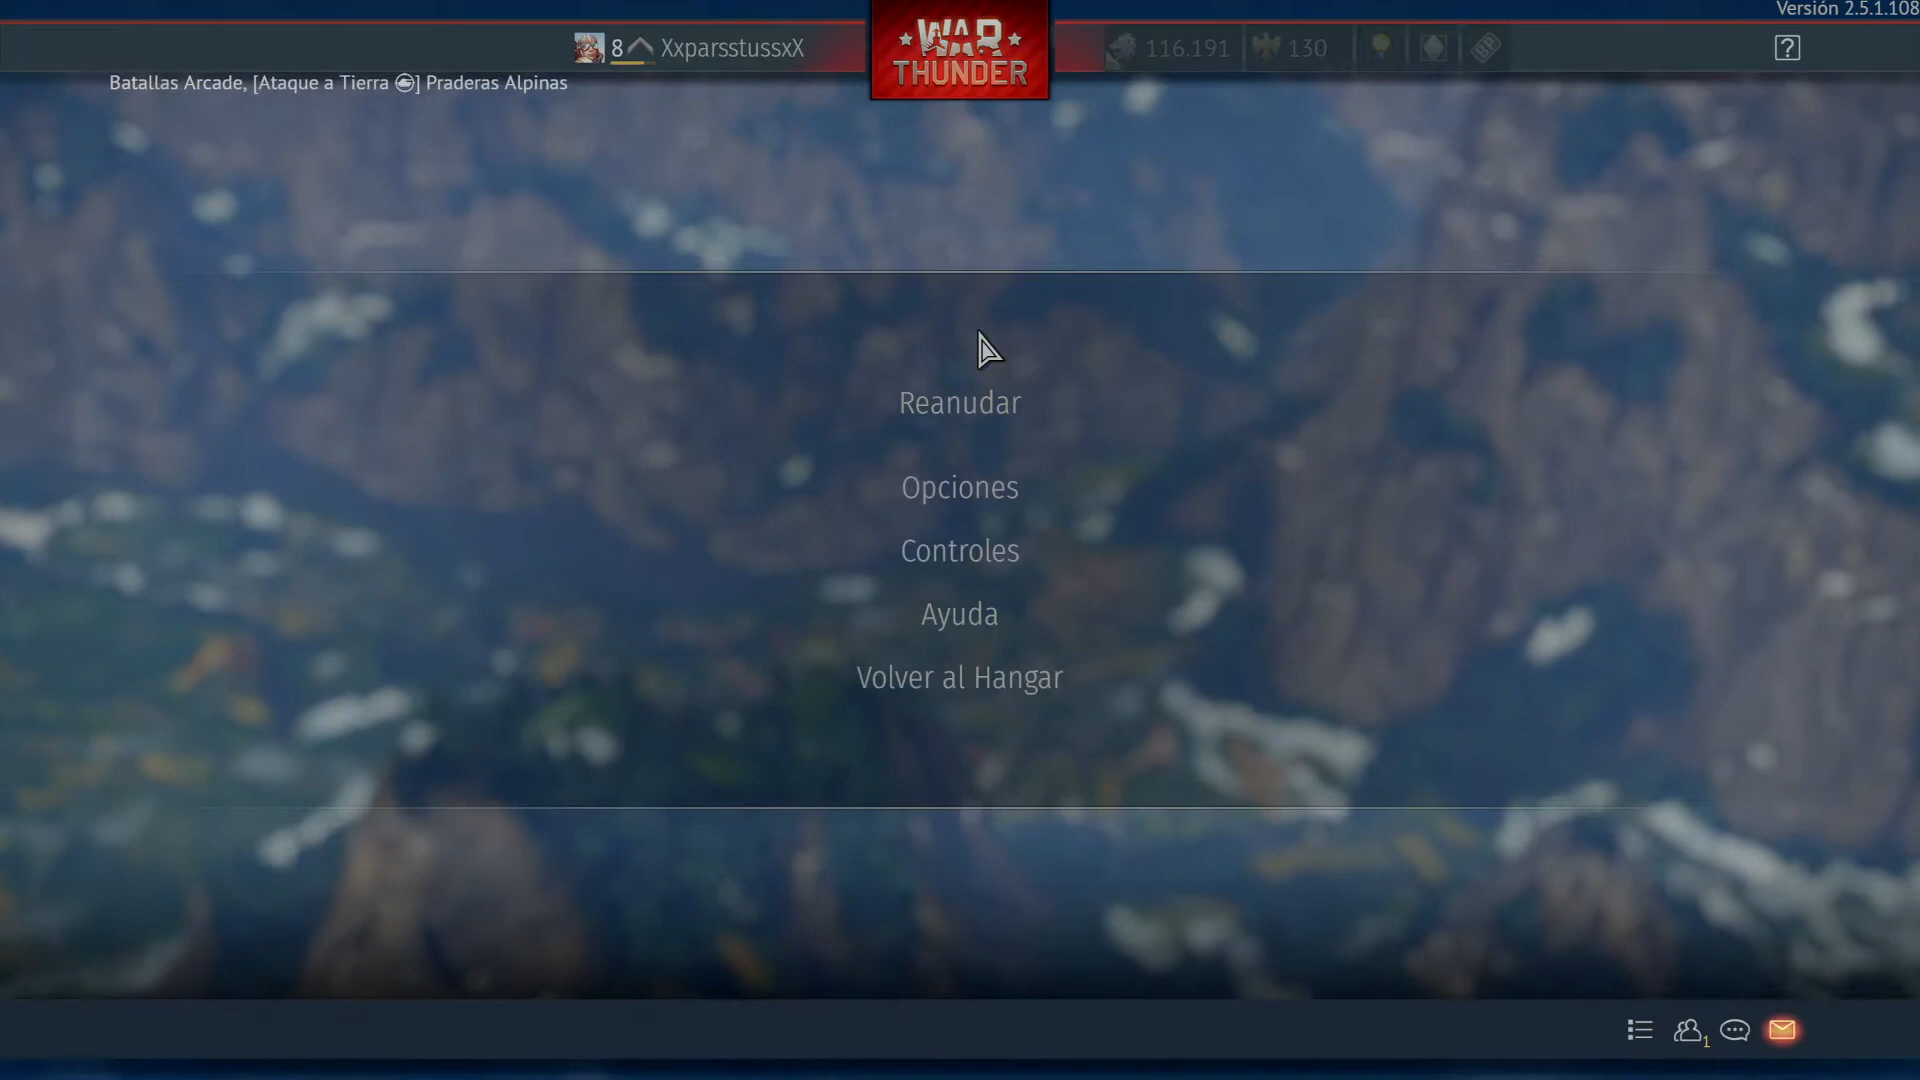 Versión 2.5.1.108
8 XxparsstussxX
WAR THUNDER
116.191
130
?
Batallas Arcade, [Ataque a Tierra] Praderas Alpinas
Reanudar
Opciones
Controles
Ayuda
Volver al Hangar
1